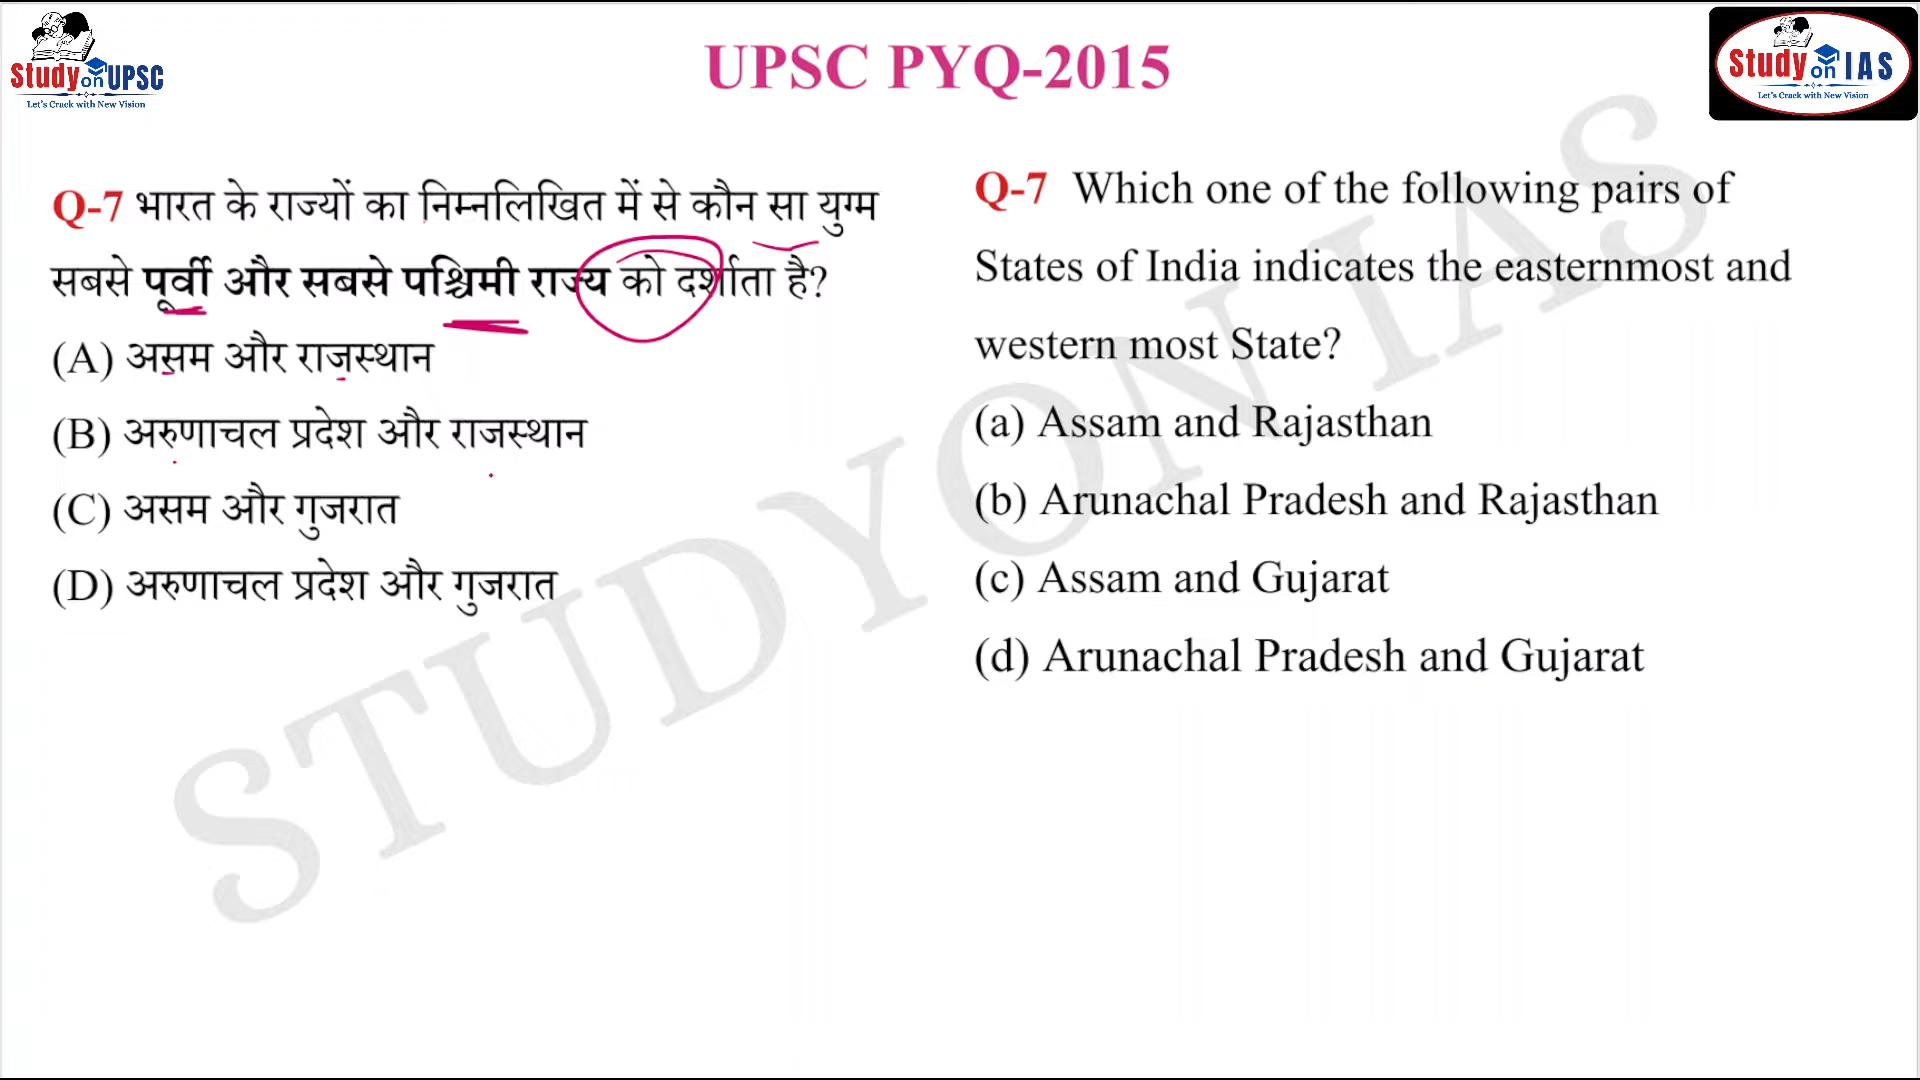 Study on UPSC
Let's Crack with New Vision
UPSC PYQ-2015
Study on IAS
Let's Crack with New Vision
Q-7 भारत के राज्यों का निम्नलिखित में से कौन सा युग्म
सबसे पूर्वी और सबसे पश्चिमी राज्य को दर्शाता है?
(A) असम और राजस्थान
(B) अरुणाचल प्रदेश और राजस्थान
(C) असम और गुजरात
(D) अरुणाचल प्रदेश और गुजरात
Q-7 Which one of the following pairs of
States of India indicates the easternmost and
western most State?
(a) Assam and Rajasthan
(b) Arunachal Pradesh and Rajasthan
(c) Assam and Gujarat
(d) Arunachal Pradesh and Gujarat
STUDYON IAS